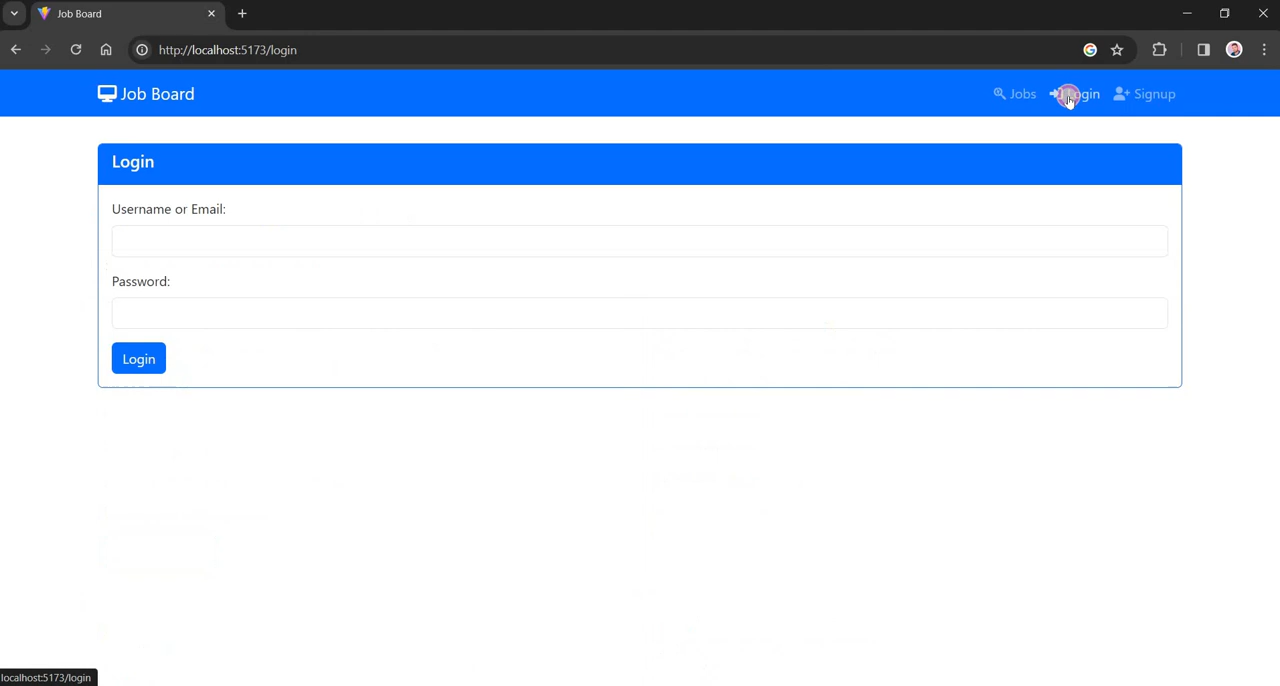 Job Board
http://localhost:5173/login
Job Board
Jobs
Login
Signup
Login
Username or Email:
Password:
Login
localhost:5173/login